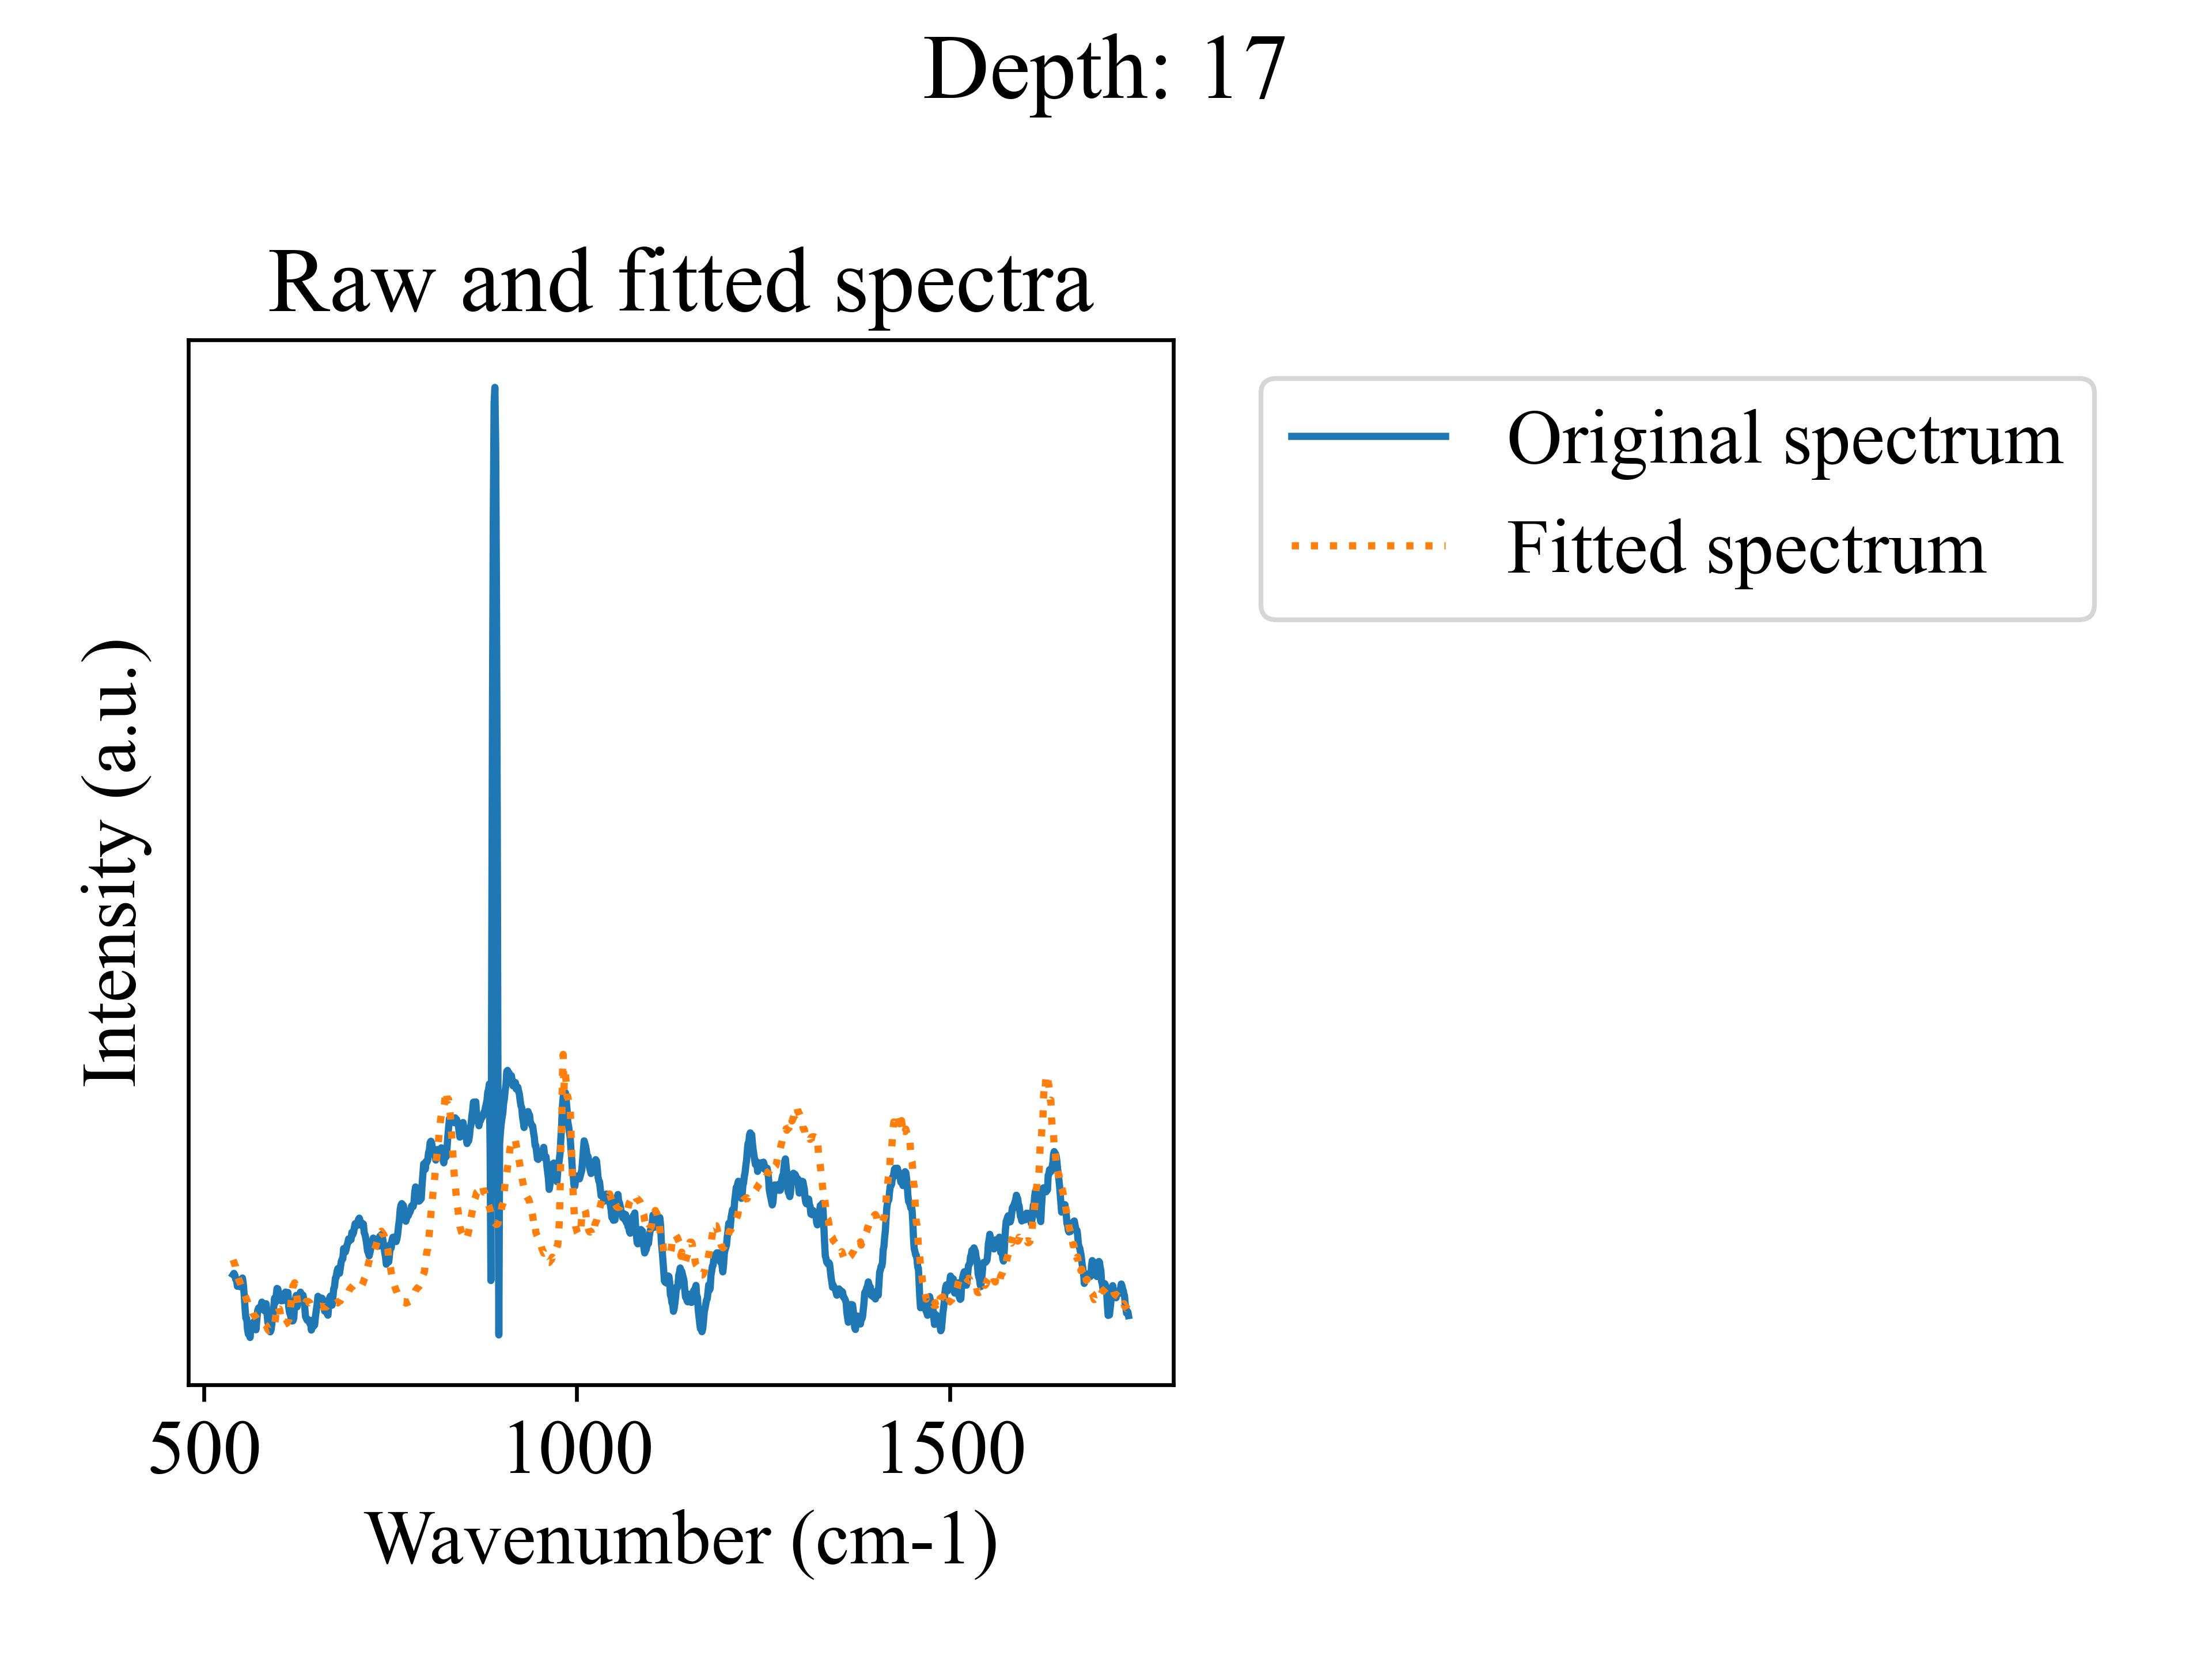 Depth: 17
Raw and fitted spectra
Original spectrum
Fitted spectrum
Intensity (a.u.)
500 1000 1500
Wavenumber (cm-1)